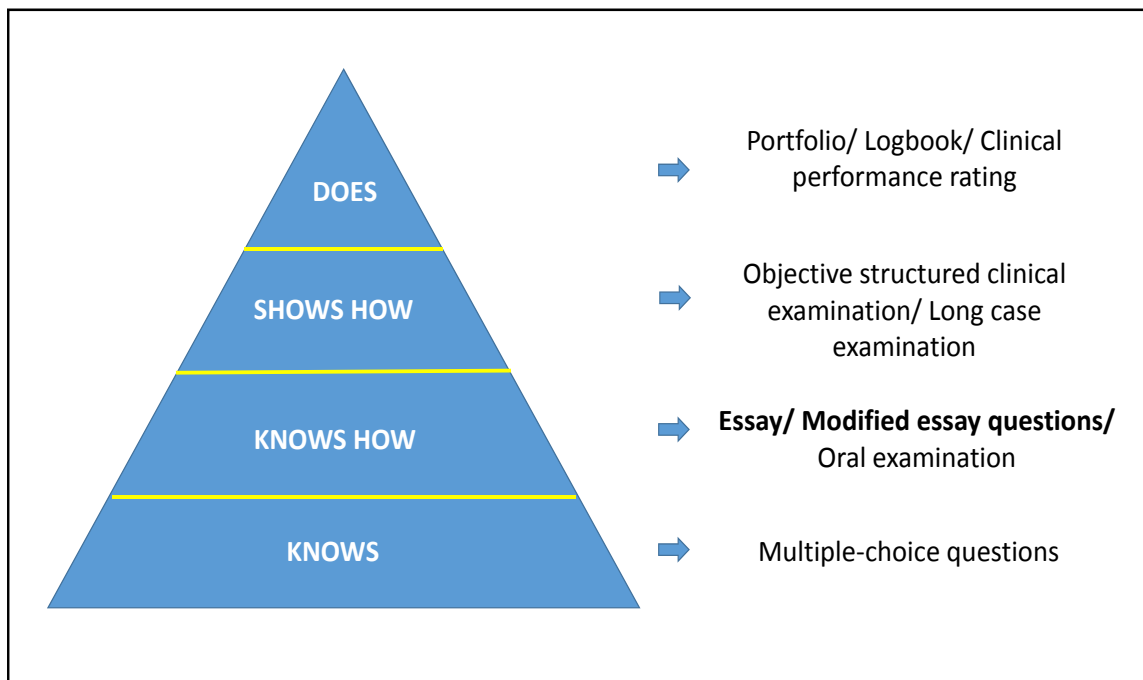 DOES
Portfolio/ Logbook/ Clinical
performance rating
SHOWS HOW
Objective structured clinical
examination/ Long case
examination
KNOWS HOW
Essay/ Modified essay questions/
Oral examination
KNOWS
Multiple-choice questions